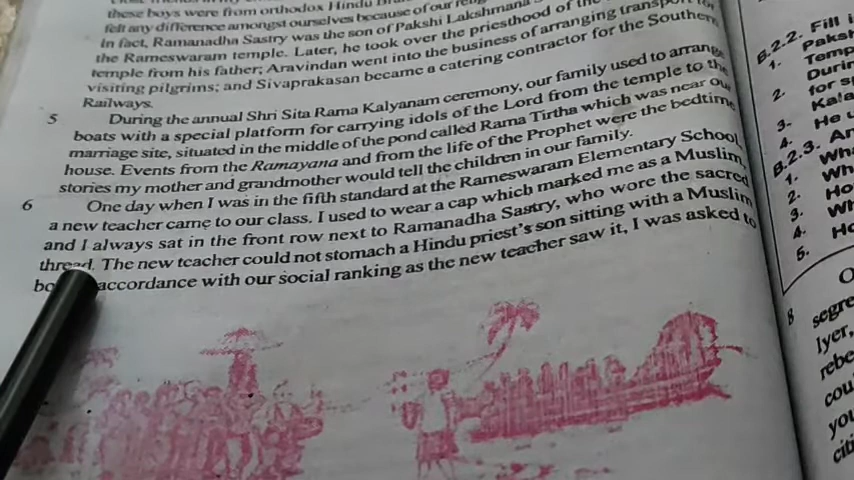 these boys were from orthodox Hindu
felt any difference amongst ourselves because of our
In fact, Ramanadha Sastry was the son of Pakshi Lakshmana
the Rameswaram temple. Later, he took over the priesthood of the
temple from his father; Aravindan went into the business of arranging transport for
visiting pilgrims; and Sivaprakasan became a catering contractor for the Southern
Railways.
5 During the annual Shri Sita Rama Kalyanam ceremony, our family used to arrange
boats with a special platform for carrying idols of the Lord from the temple to the
marriage site, situated in the middle of the pond called Rama Tirtha which was near our
house. Events from the Ramayana and from the life of the Prophet were the bedtime
stories my mother and grandmother would tell the children in our family.
6 One day when I was in the fifth standard at the Rameswaram Elementary School,
a new teacher came to our class. I used to wear a cap which marked me as a Muslim,
and I always sat in the front row next to Ramanadha Sastry, who wore the sacred
thread. The new teacher could not stomach a Hindu priest's son sitting with a Muslim
accordance with our social ranking as the new teacher saw it, I was asked to
B.2.2. Fill
1.
2.
for
3.
4. He
B.2.3.
1.
2.
3.
4.
5.
8
segre
Iyer,
rebe
cou
you
citi